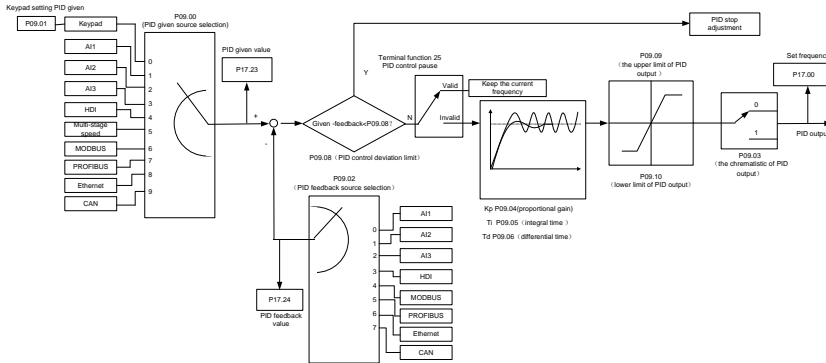 Keypad setting PID given
P09.01
Keypad
AI1
AI2
AI3
HDI
Multi-stage
speed
MODBUS
PROFIBUS
Ethernet
CAN
P09.00
(PID given source selection)
0
1
2
3
4
5
6
7
8
9
PID given value
P17.23
+
-
Given -feedback<P09.08?
Y
N
P09.08 (PID control deviation limit)
Terminal function 25
PID control pause
Valid
Invalid
Keep the current
frequency
PID stop
adjustment
Kp P09.04(proportional gain)
Ti P09.05 (integral time)
Td P09.06 (differential time)
P09.09
(the upper limit of PID
output)
P09.10
(lower limit of PID output)
0
1
P09.03
(the chrmatistic of PID
output)
Set frequency
P17.00
PID output
P09.02
(PID feedback source selection)
0
1
2
3
4
5
6
7
AI1
AI2
AI3
HDI
MODBUS
PROFIBUS
Ethernet
CAN
P17.24
PID feedback
value